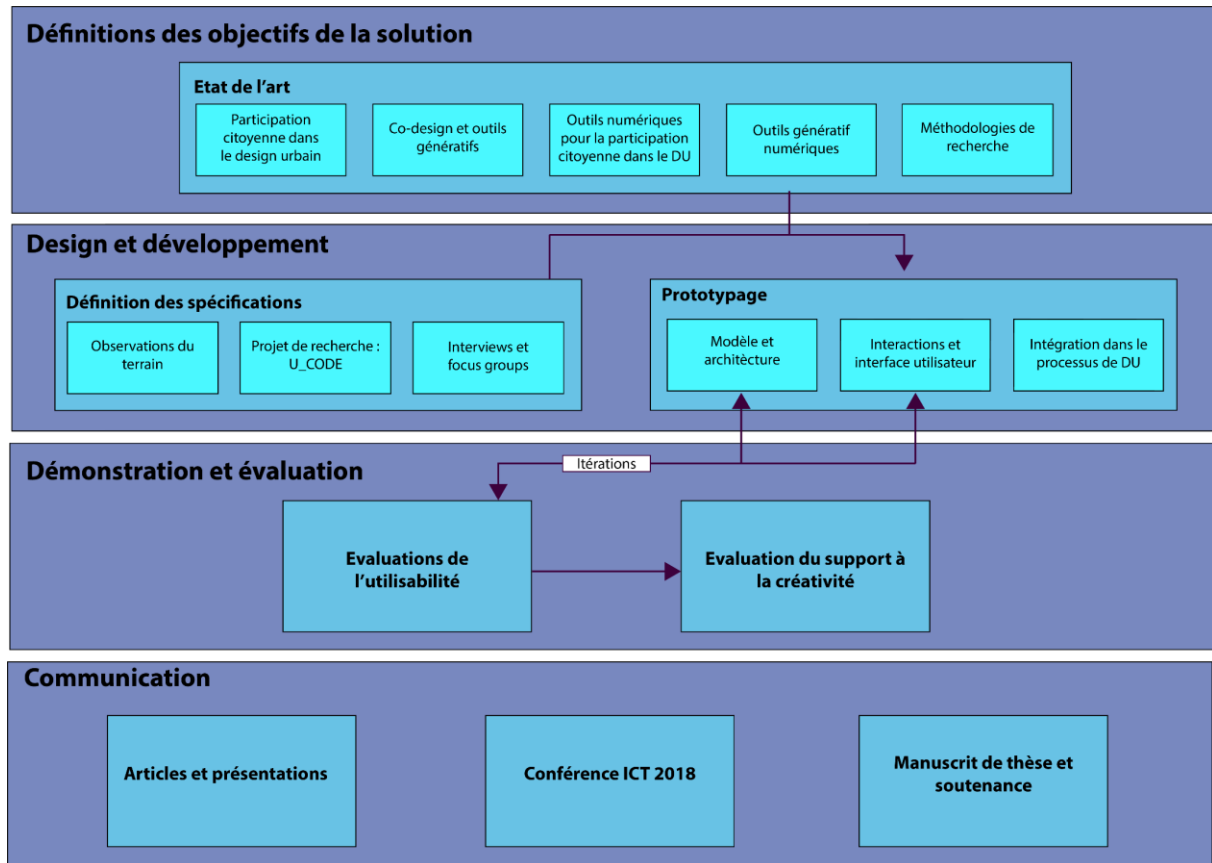 Définitions des objectifs de la solution
Etat de l'art
Participation
citoyenne dans
le design urbain
Co-design et outils
génératifs
Outils numériques
pour la participation
citoyenne dans le DU
Outils génératif
numériques
Méthodologies de
recherche
Design et développement
Définition des spécifications
Observations du
terrain
Projet de recherche :
U_CODE
Interviews et
focus groups
Prototypage
Modèle et
architècture
Interactions et
interface utilisateur
Intégration dans le
processus de DU
Démonstration et évaluation
Itérations
Evaluations de
l'utilisabilité
Evaluation du support à
la créativité
Communication
Articles et présentations
Conférence ICT 2018
Manuscrit de thèse et
soutenance